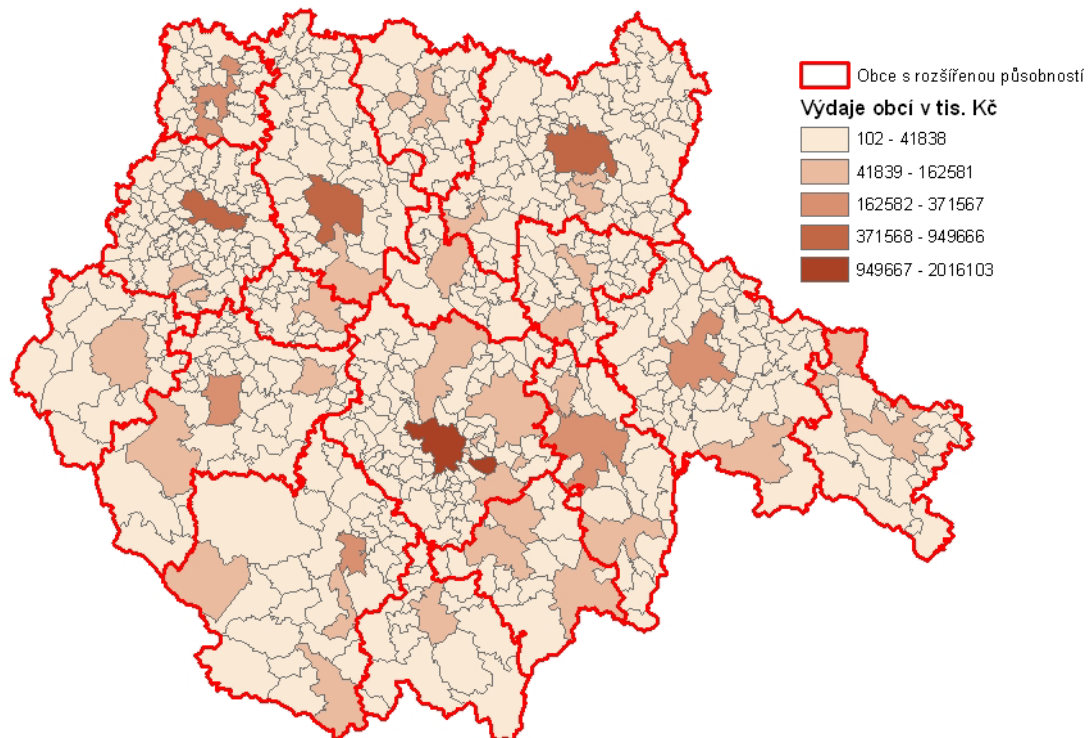 Obce s rozšířenou působností
Výdaje obcí v tis. Kč
102 - 41838
41839 - 162581
162582 - 371567
371568 - 949666
949667 - 2016103